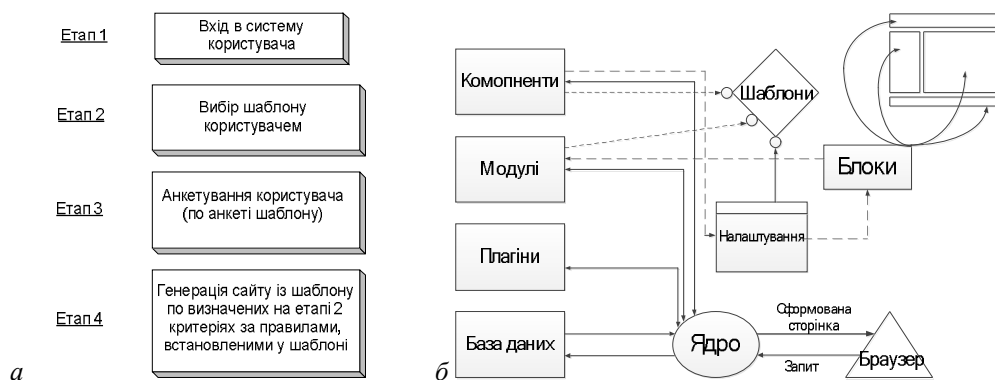 Етап 1
Вхід в систему
користувача
Етап 2
Вибір шаблону
користувачем
Етап 3
Анкетування користувача
(по анкеті шаблону)
Етап 4
Генерація сайту із шаблону
по визначених на етапі 2
критеріях за правилами,
встановленими у шаблоні
а
Комопненти
Шаблони
Модулі
Блоки
Налаштування
Плагіни
База даних
Ядро
Сформована
сторінка
Запит
Браузер
б